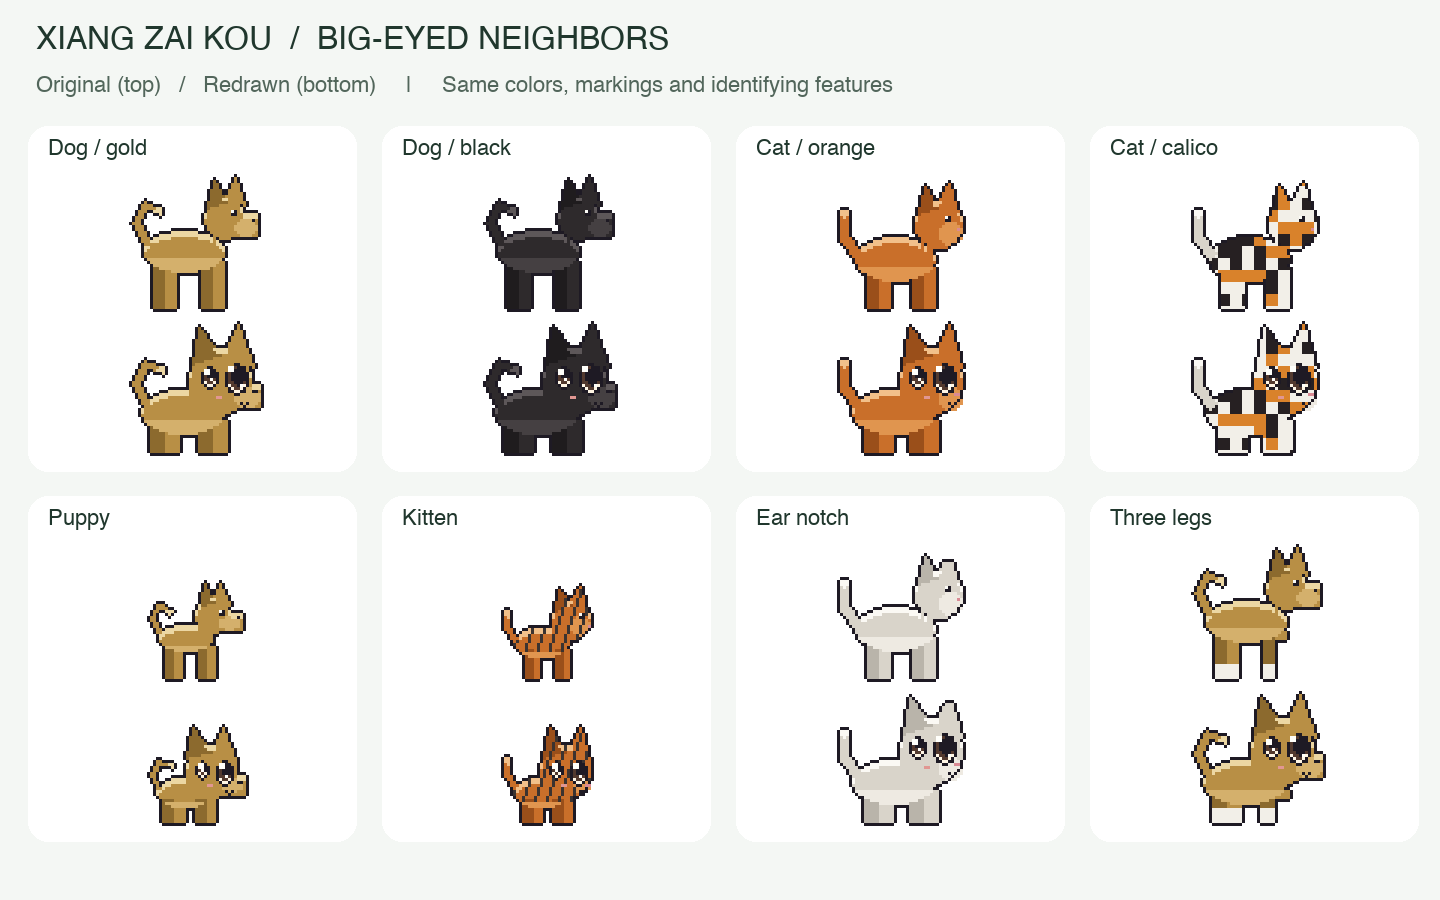 XIANG ZAI KOU / BIG-EYED NEIGHBORS
Original (top) / Redrawn (bottom) | Same colors, markings and identifying features
Dog / gold
Dog / black
Cat / orange
Cat / calico
Puppy
Kitten
Ear notch
Three legs